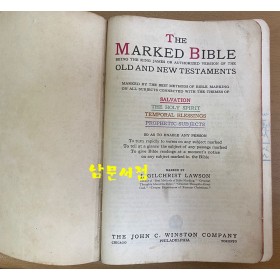 THE
MARKED BIBLE
BEING THE KING JAMES OR AUTHORIZED VERSION OF THE
OLD AND NEW TESTAMENTS
MARKED BY THE BEST METHODS OF BIBLE MARKING
ON ALL SUBJECTS CONNECTED WITH THE THEMES OF
SALVATION
THE HOLY SPIRIT
TEMPORAL BLESSINGS
PROPHETIC SUBJECTS
SO AS TO ENABLE ANY PERSON
To turn rapidly to verses on any subject marked
To tell at a glance the subject of any passage marked
To give Bible readings at a moment's notice
on any subject marked in the Bible
MARKED BY
J. GILCHRIST LAWSON
THE JOHN C. WINSTON COMPANY
CHICAGO PHILADELPHIA TORONTO
남문서점